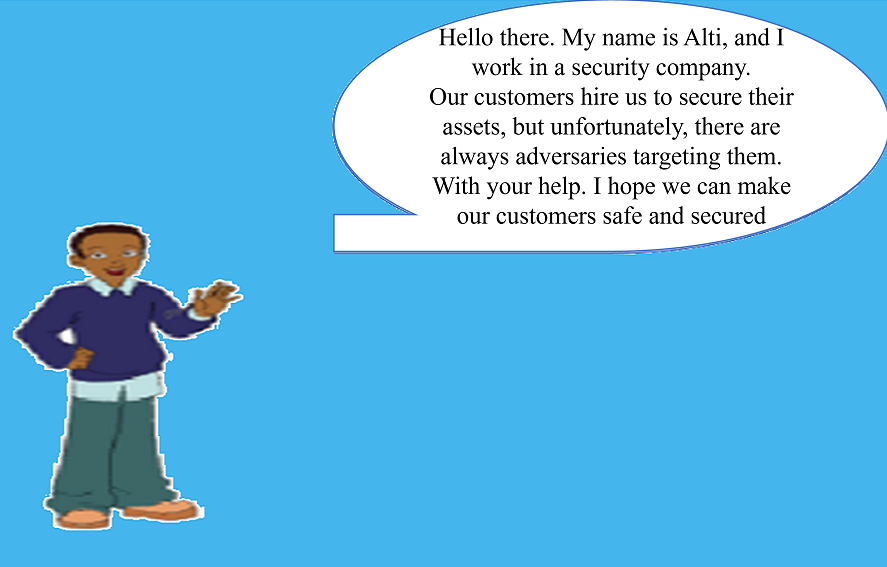 Hello there. My name is Alti, and I
work in a security company.
Our customers hire us to secure their
assets, but unfortunately, there are
always adversaries targeting them.
With your help. I hope we can make
our customers safe and secured